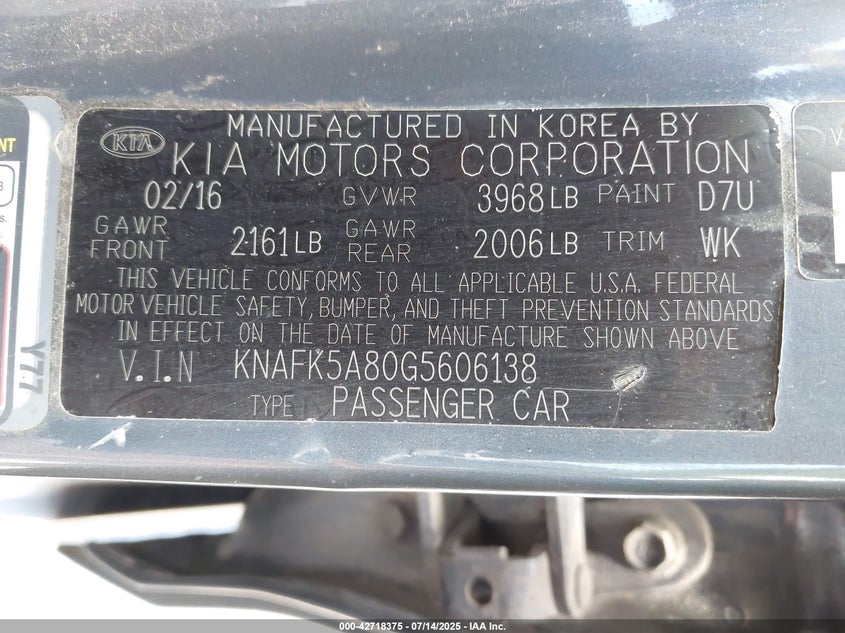 MANUFACTURED IN KOREA BY
KIA
KIA MOTORS CORPORATION
02/16 GVWR 3968LB PAINT D7U
GAWR FRONT 2161LB GAWR REAR 2006LB TRIM WK
THIS VEHICLE CONFORMS TO ALL APPLICABLE U.S.A. FEDERAL
MOTOR VEHICLE SAFETY, BUMPER, AND THEFT PREVENTION STANDARDS
IN EFFECT ON THE DATE OF MANUFACTURE SHOWN ABOVE
V.I.N KNAFK5A80G5606138
TYPE PASSENGER CAR
Y77
000-42718375 - 07/14/2025 - IAA Inc.